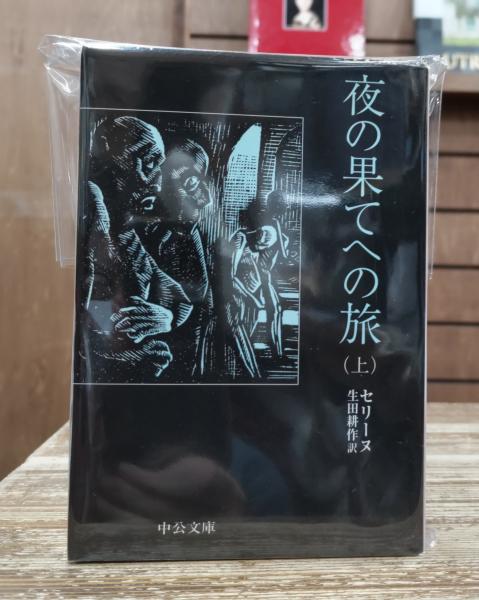 夜の果てへの旅
(上)
セリーヌ
生田耕作訳
中公文庫